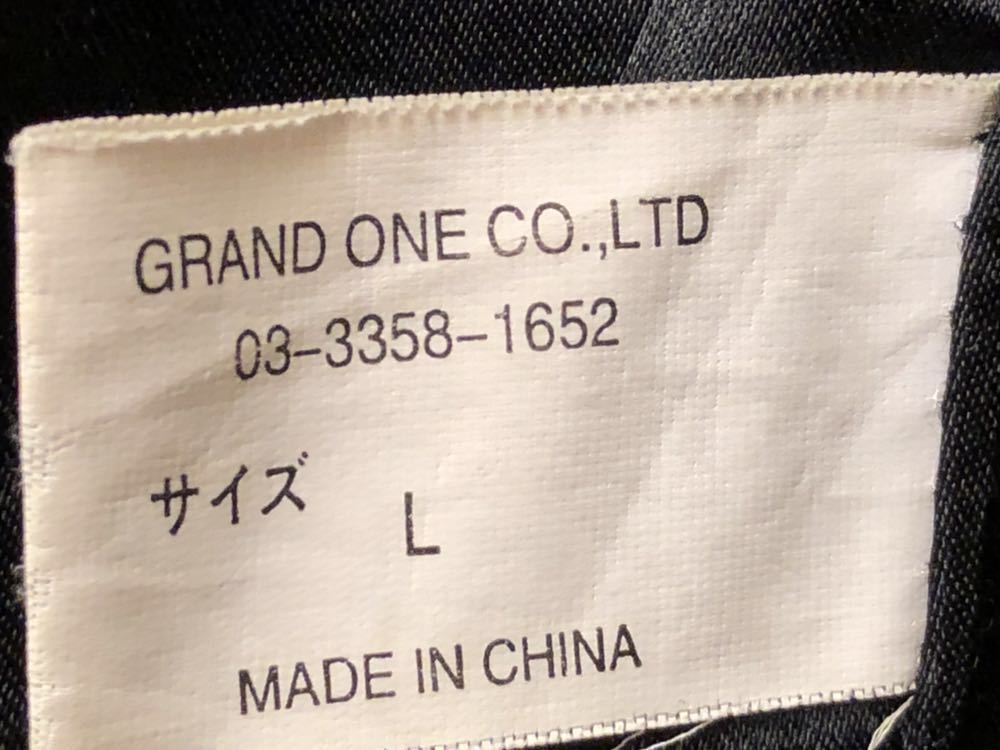 GRAND ONE CO.,LTD
03-3358-1652
サイズ L
MADE IN CHINA